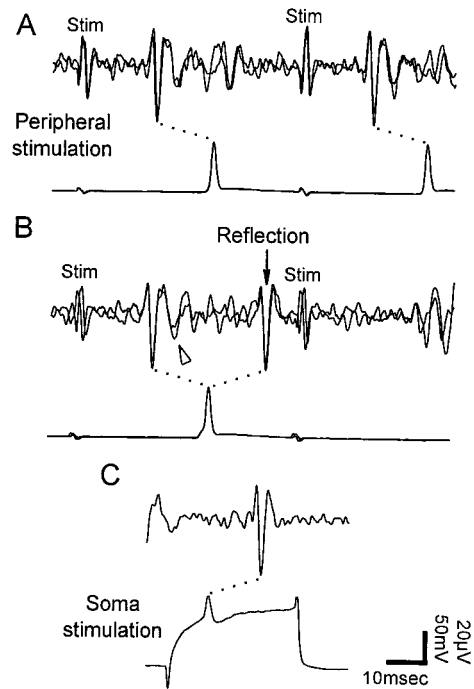 A
Stim
Stim
Peripheral
stimulation
B
Reflection
Stim
Stim
C
Soma
stimulation
10msec
50mV
20μV